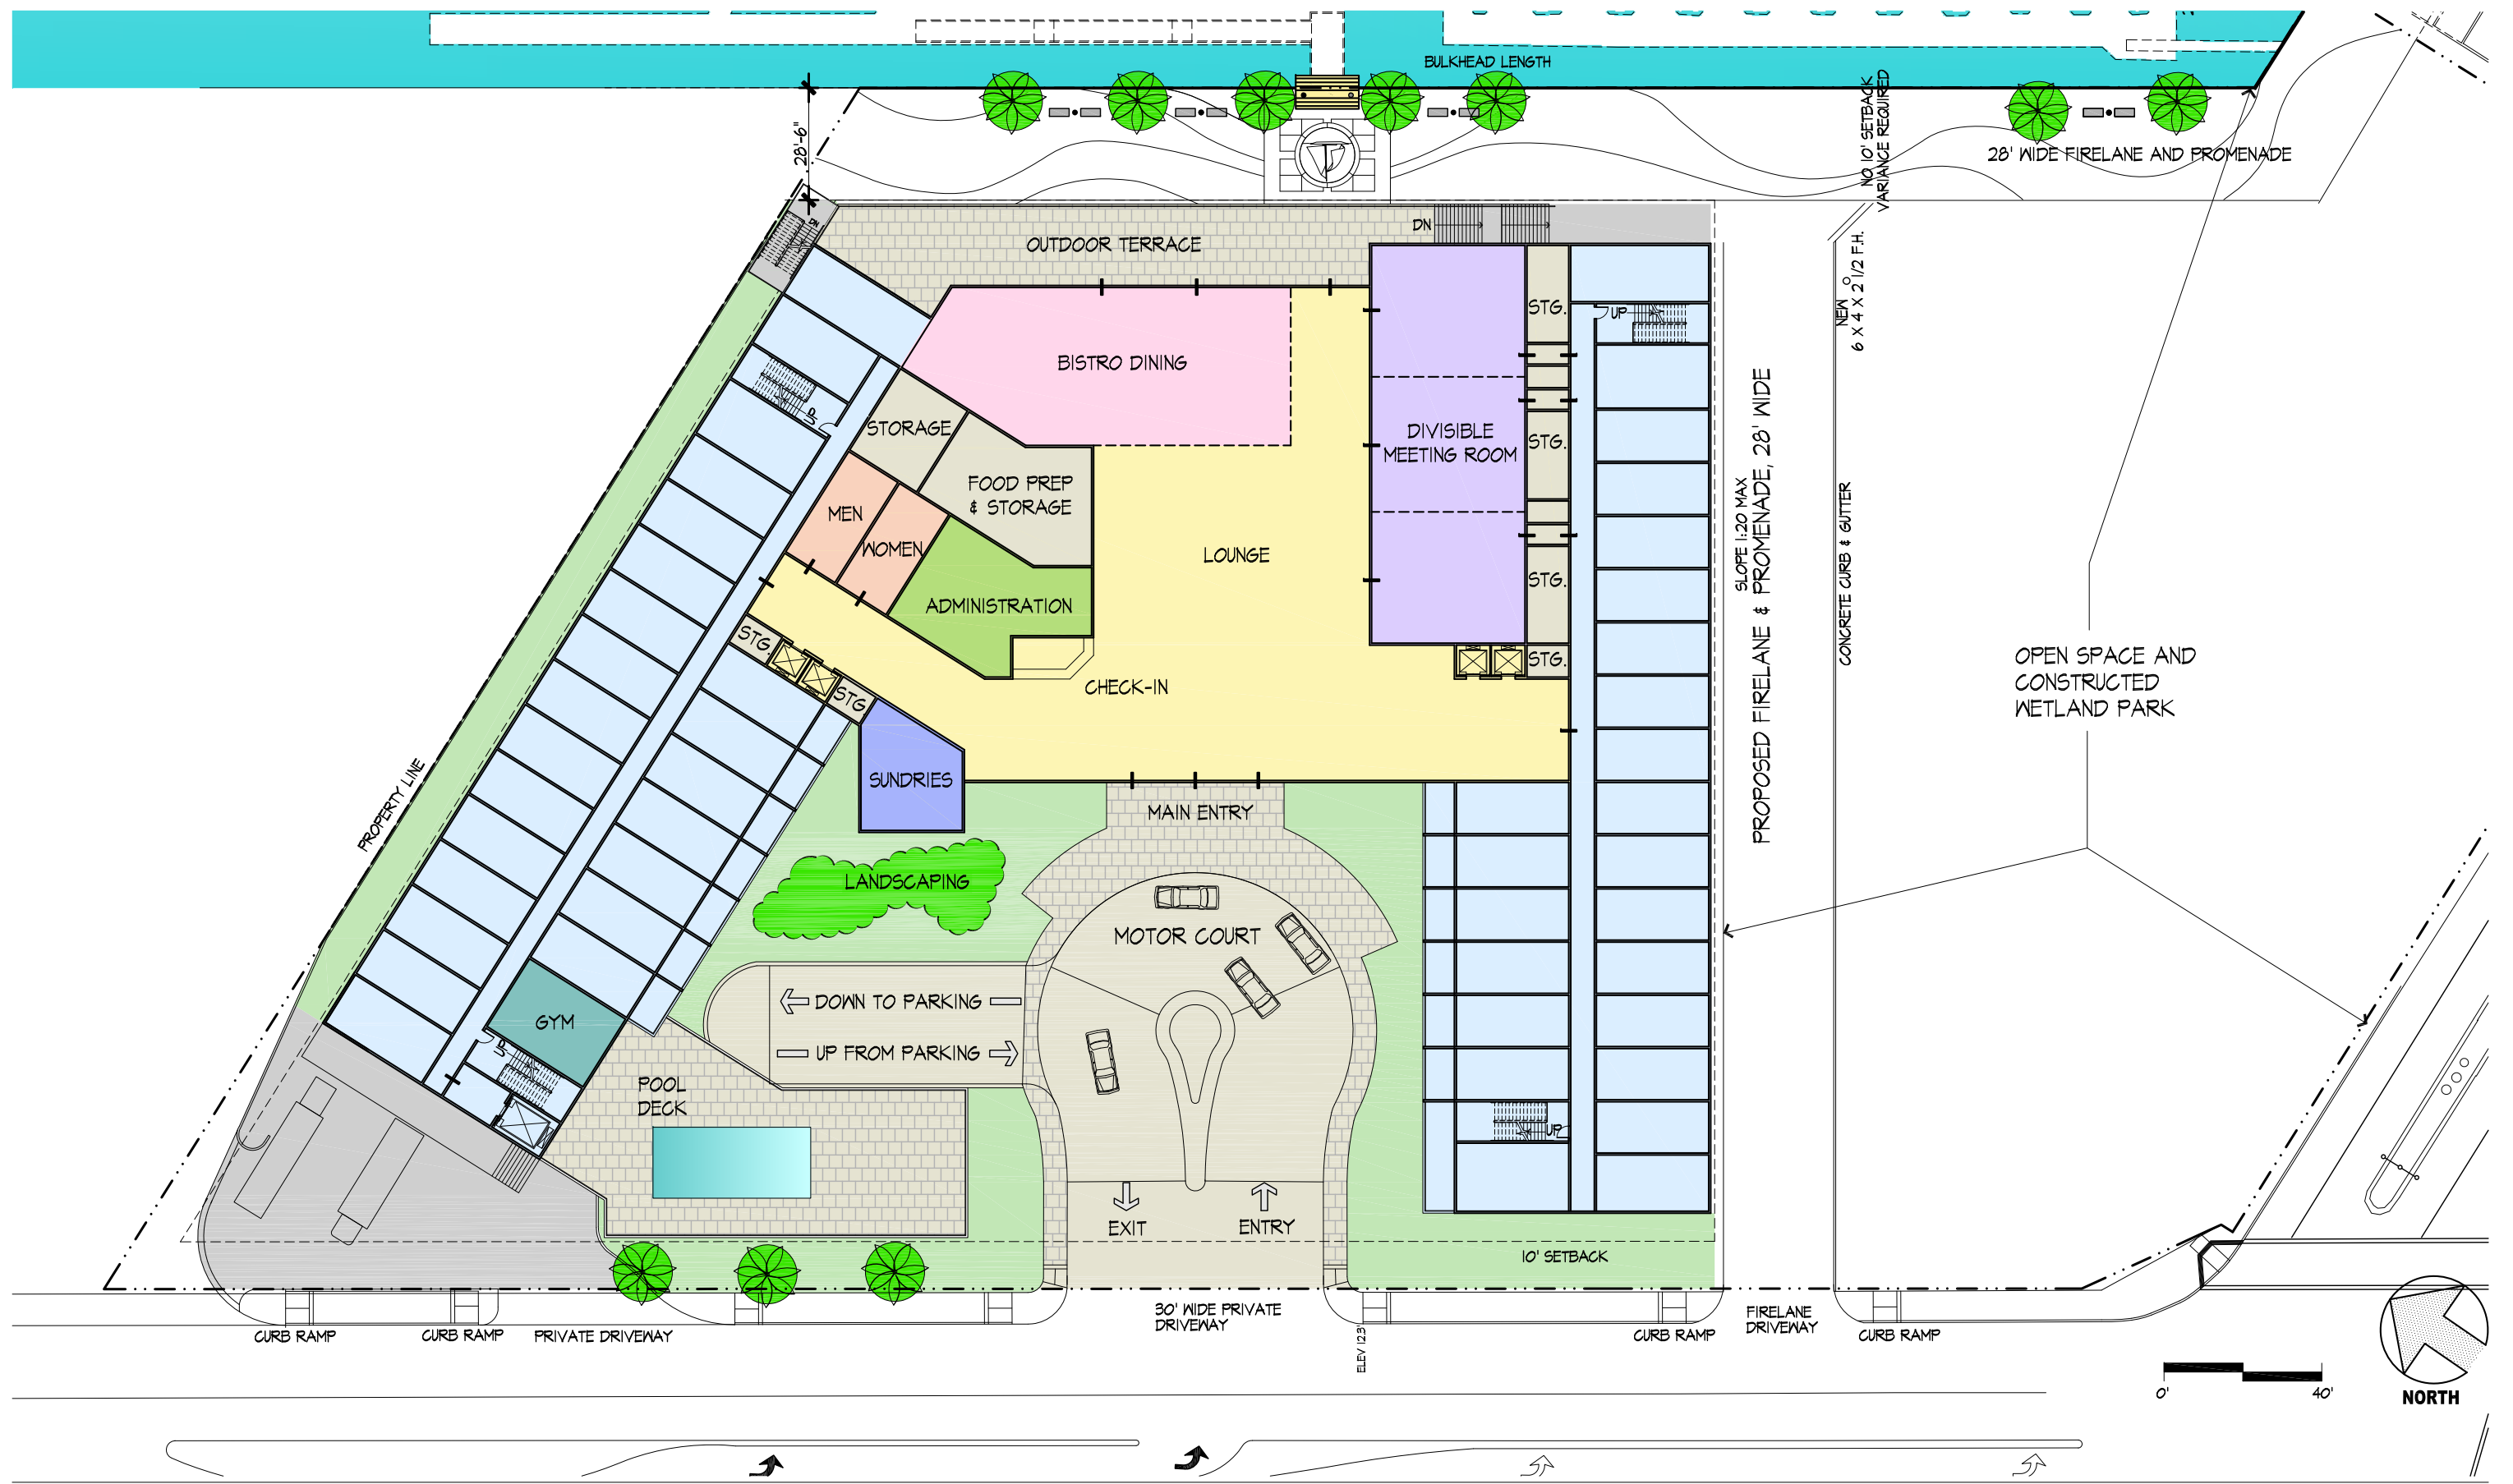 BULKHEAD LENGTH
28'-6"
NO 10' SETBACK
VARIANCE REQUIRED
28' WIDE FIRELANE AND PROMENADE
DN
OUTDOOR TERRACE
DN
NEW
6 X 4 X 2 1/2 F.H.
STG.
UP
BISTRO DINING
STORAGE
DIVISIBLE
MEETING ROOM
STG.
FOOD PREP
& STORAGE
MEN
WOMEN
LOUNGE
SLOPE 1:20 MAX
PROPOSED FIRELANE & PROMENADE, 28' WIDE
CONCRETE CURB & GUTTER
STG.
ADMINISTRATION
STG.
STG.
STG
CHECK-IN
OPEN SPACE AND
CONSTRUCTED
WETLAND PARK
SUNDRIES
PROPERTY LINE
MAIN ENTRY
LANDSCAPING
MOTOR COURT
DOWN TO PARKING
UP FROM PARKING
GYM
POOL
DECK
UP
EXIT
ENTRY
10' SETBACK
CURB RAMP
CURB RAMP
PRIVATE DRIVEWAY
30' WIDE PRIVATE
DRIVEWAY
ELEV 123'
CURB RAMP
FIRELANE
DRIVEWAY
CURB RAMP
0'
40'
NORTH